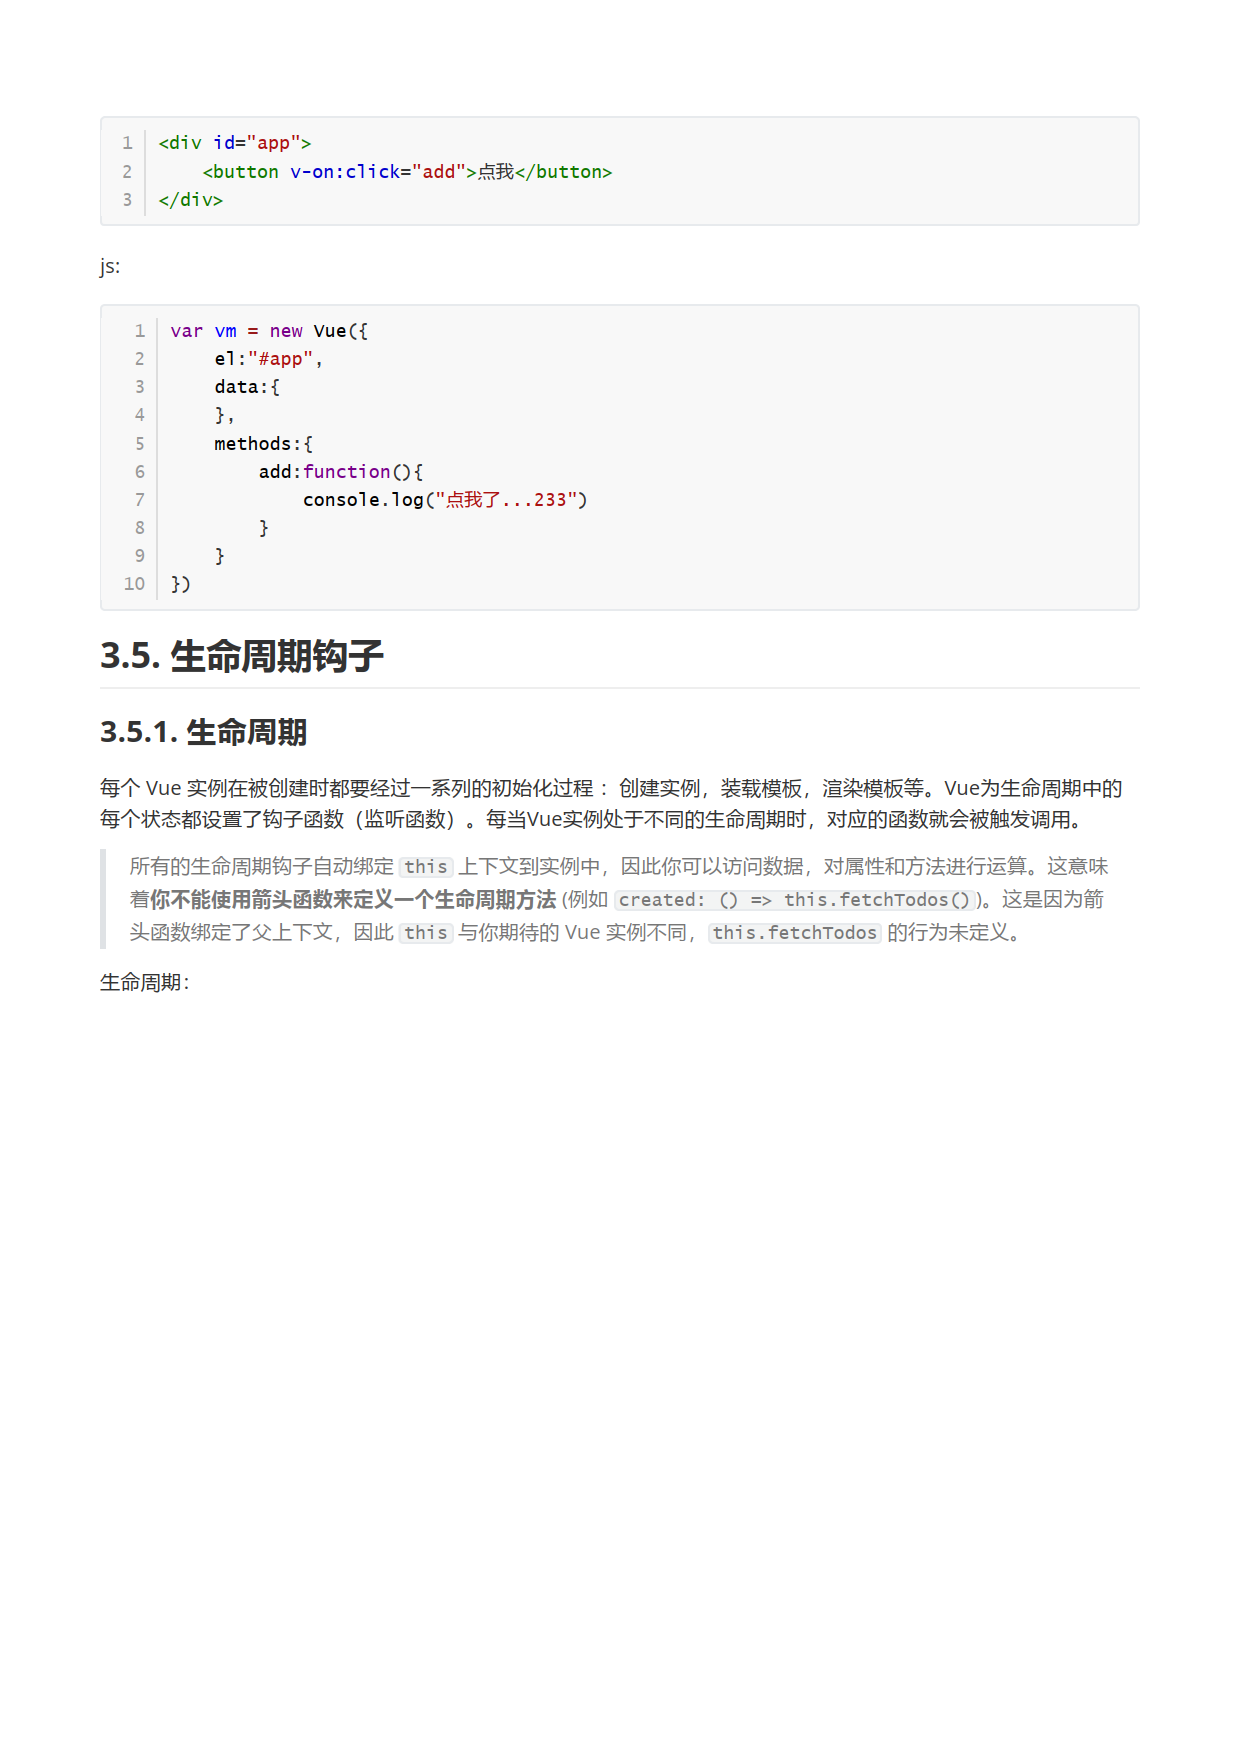 1 <div id="app">
2     <button v-on:click="add">点我</button>
3 </div>
js:
1 var vm = new Vue({
2     el:"#app",
3     data:{
4     },
5     methods:{
6         add:function(){
7             console.log("点我了...233")
8         }
9     }
10 })
3.5. 生命周期钩子
3.5.1. 生命周期
每个 Vue 实例在被创建时都要经过一系列的初始化过程 ：创建实例，装载模板，渲染模板等。Vue为生命周期中的
每个状态都设置了钩子函数（监听函数）。每当Vue实例处于不同的生命周期时，对应的函数就会被触发调用。
所有的生命周期钩子自动绑定 this 上下文到实例中，因此你可以访问数据，对属性和方法进行运算。这意味
着你不能使用箭头函数来定义一个生命周期方法 (例如 created: () => this.fetchTodos())。这是因为箭
头函数绑定了父上下文，因此 this 与你期待的 Vue 实例不同，this.fetchTodos 的行为未定义。
生命周期：